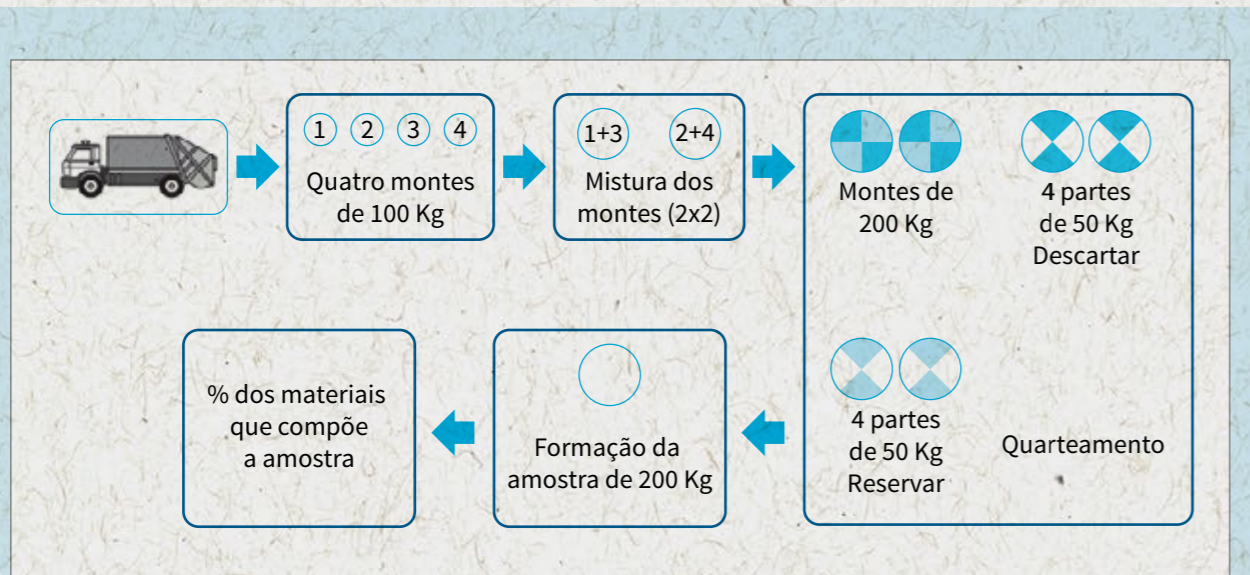 1 2 3 4
Quatro montes
de 100 Kg
1+3 2+4
Mistura dos
montes (2x2)
Montes de
200 Kg
4 partes
de 50 Kg
Descartar
4 partes
de 50 Kg
Reservar
Quarteamento
Formação da
amostra de 200 Kg
% dos materiais
que compõe
a amostra